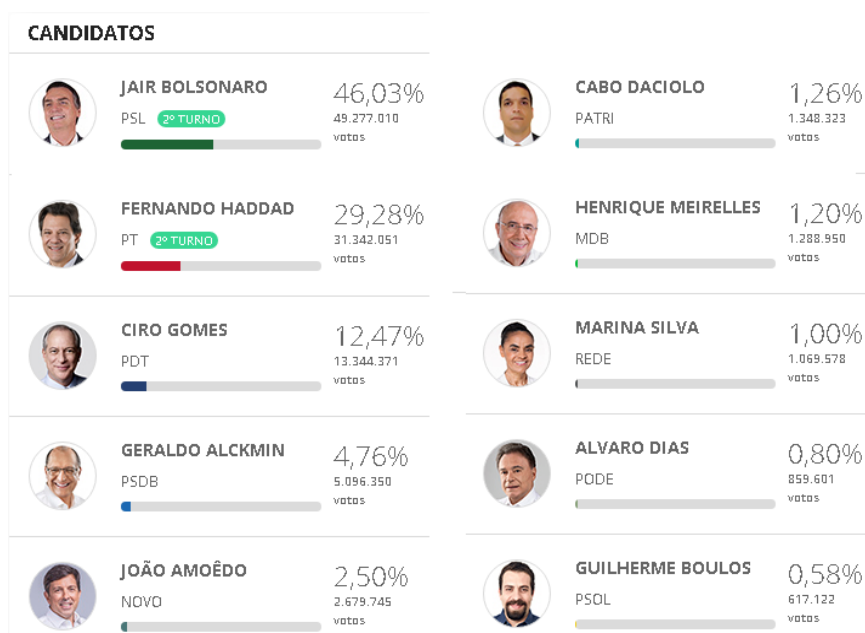 CANDIDATOS
JAIR BOLSONARO
46,03%
PSL 2º TURNO
49.277.010
votos
FERNANDO HADDAD
29,28%
PT 2º TURNO
31.342.051
votos
CIRO GOMES
12,47%
PDT
13.344.371
votos
GERALDO ALCKMIN
4,76%
PSDB
5.096.350
votos
JOÃO AMOÊDO
2,50%
NOVO
2.679.745
votos
CABO DACIOLO
1,26%
PATRI
1.348.323
votos
HENRIQUE MEIRELLES
1,20%
MDB
1.288.950
votos
MARINA SILVA
1,00%
REDE
1.069.578
votos
ALVARO DIAS
0,80%
PODE
859.601
votos
GUILHERME BOULOS
0,58%
PSOL
617.122
votos